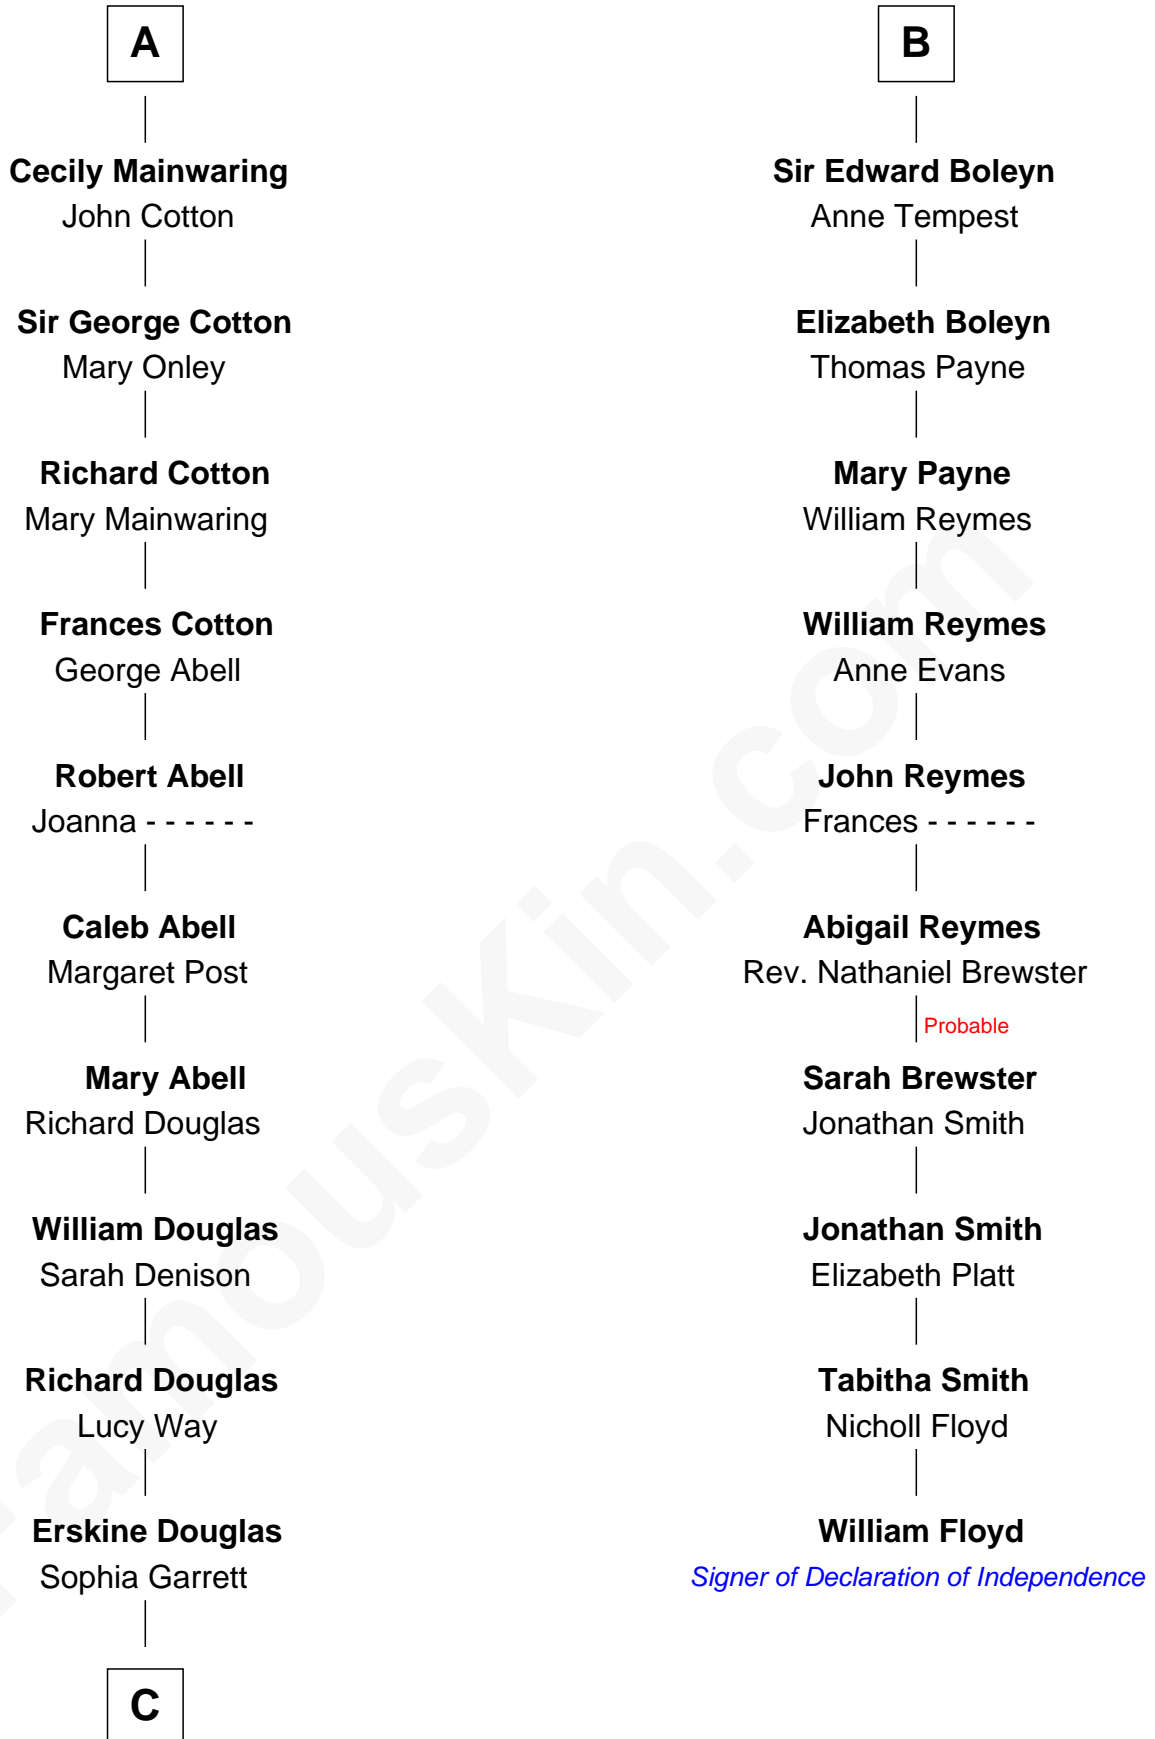 A
Cecily Mainwaring
John Cotton
Sir George Cotton
Mary Onley
Richard Cotton
Mary Mainwaring
Frances Cotton
George Abell
Robert Abell
Joanna - - - - - -
Caleb Abell
Margaret Post
Mary Abell
Richard Douglas
William Douglas
Sarah Denison
Richard Douglas
Lucy Way
Erskine Douglas
Sophia Garrett
C
B
Sir Edward Boleyn
Anne Tempest
Elizabeth Boleyn
Thomas Payne
Mary Payne
William Reymes
William Reymes
Anne Evans
John Reymes
Frances - - - - - -
Abigail Reymes
Rev. Nathaniel Brewster
Probable
Sarah Brewster
Jonathan Smith
Jonathan Smith
Elizabeth Platt
Tabitha Smith
Nicholl Floyd
William Floyd
Signer of Declaration of Independence
FamousKin.com